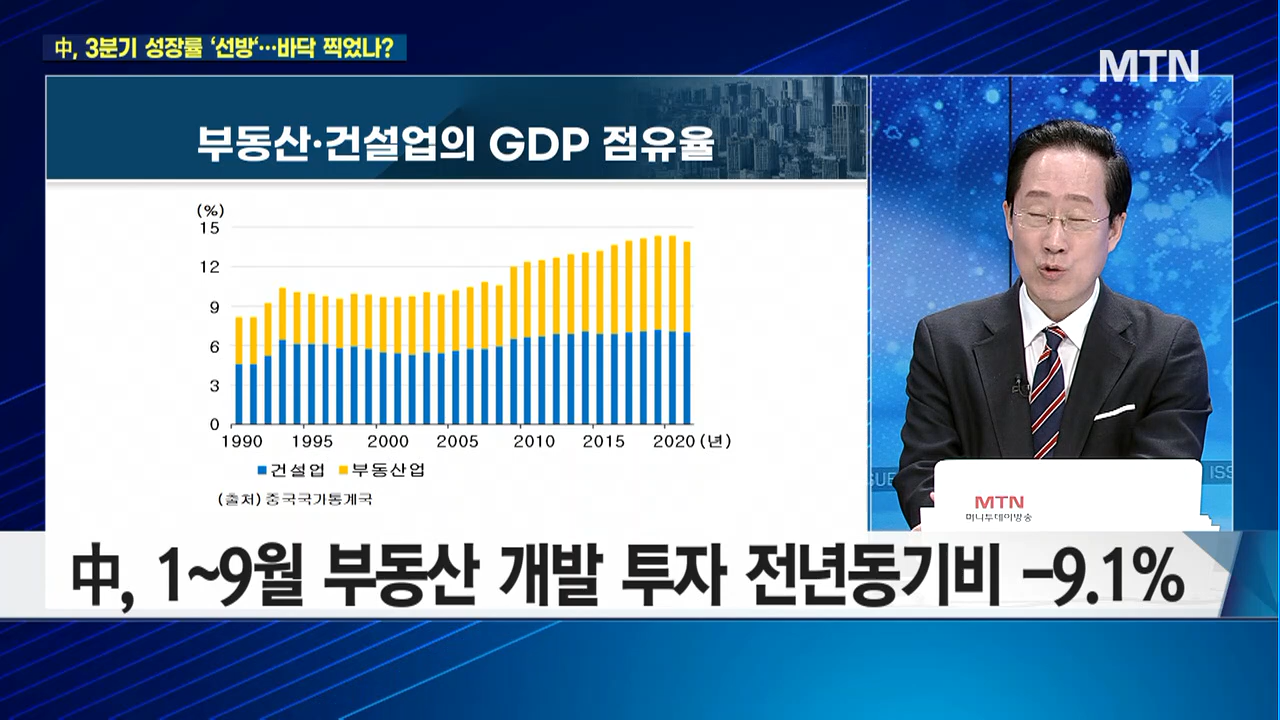 中, 3분기 성장률 '선방'…바닥 찍었나?
MTN
부동산·건설업의 GDP 점유율
(%)
15
12
9
6
3
0
1990 1995 2000 2005 2010 2015 2020 (년)
건설업 부동산업
(출처) 중국국가통계국
ISS
MTN
머니투데이방송
中, 1~9월 부동산 개발 투자 전년동기비 -9.1%